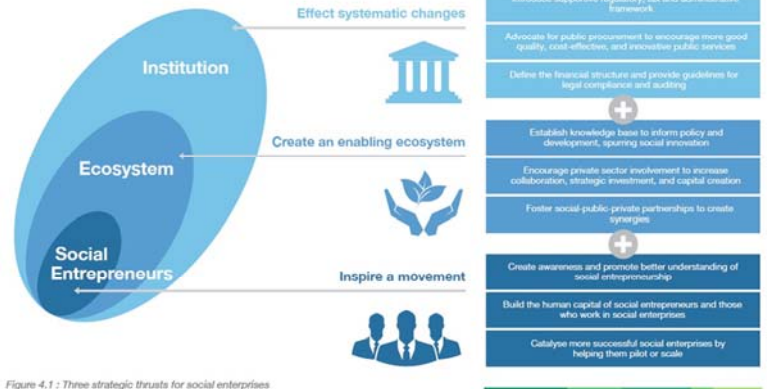 Effect systematic changes
Institution
framework
Advocate for public procurement to encourage more good
quality, cost-effective, and innovative public services
Define the financial structure and provide guidelines for
legal compliance and auditing
Create an enabling ecosystem
Ecosystem
Establish knowledge base to inform policy and
development, spurring social innovation
Encourage private sector involvement to increase
collaboration, strategic investment, and capital creation
Foster social-public-private partnerships to create
synergies
Inspire a movement
Social
Entrepreneurs
Create awareness and promote better understanding of
social entrepreneurship
Build the human capital of social entrepreneurs and those
who work in social enterprises
Catalyse more successful social enterprises by
helping them pilot or scale
Figure 4.1 : Three strategic thrusts for social enterprises